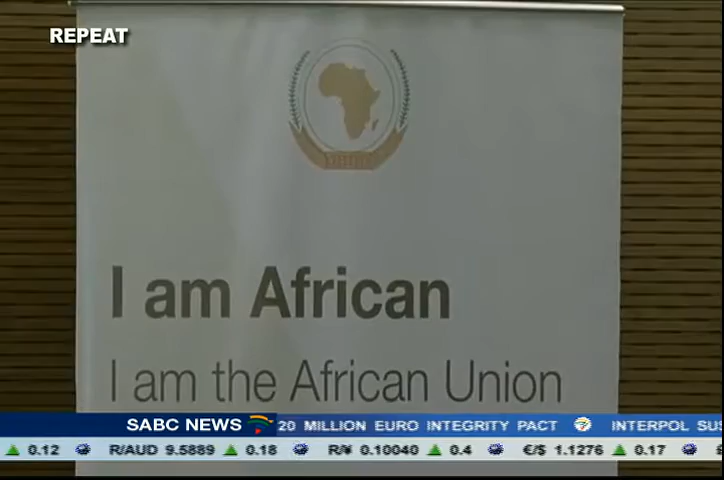 REPEAT
I am African
I am the African Union
SABC NEWS 20 MILLION EURO INTEGRITY PACT INTERPOL SUS
0.12 R/AUD 9.5889 0.18 R/¥ 0.10040 0.4 €/$ 1.1276 0.17 £